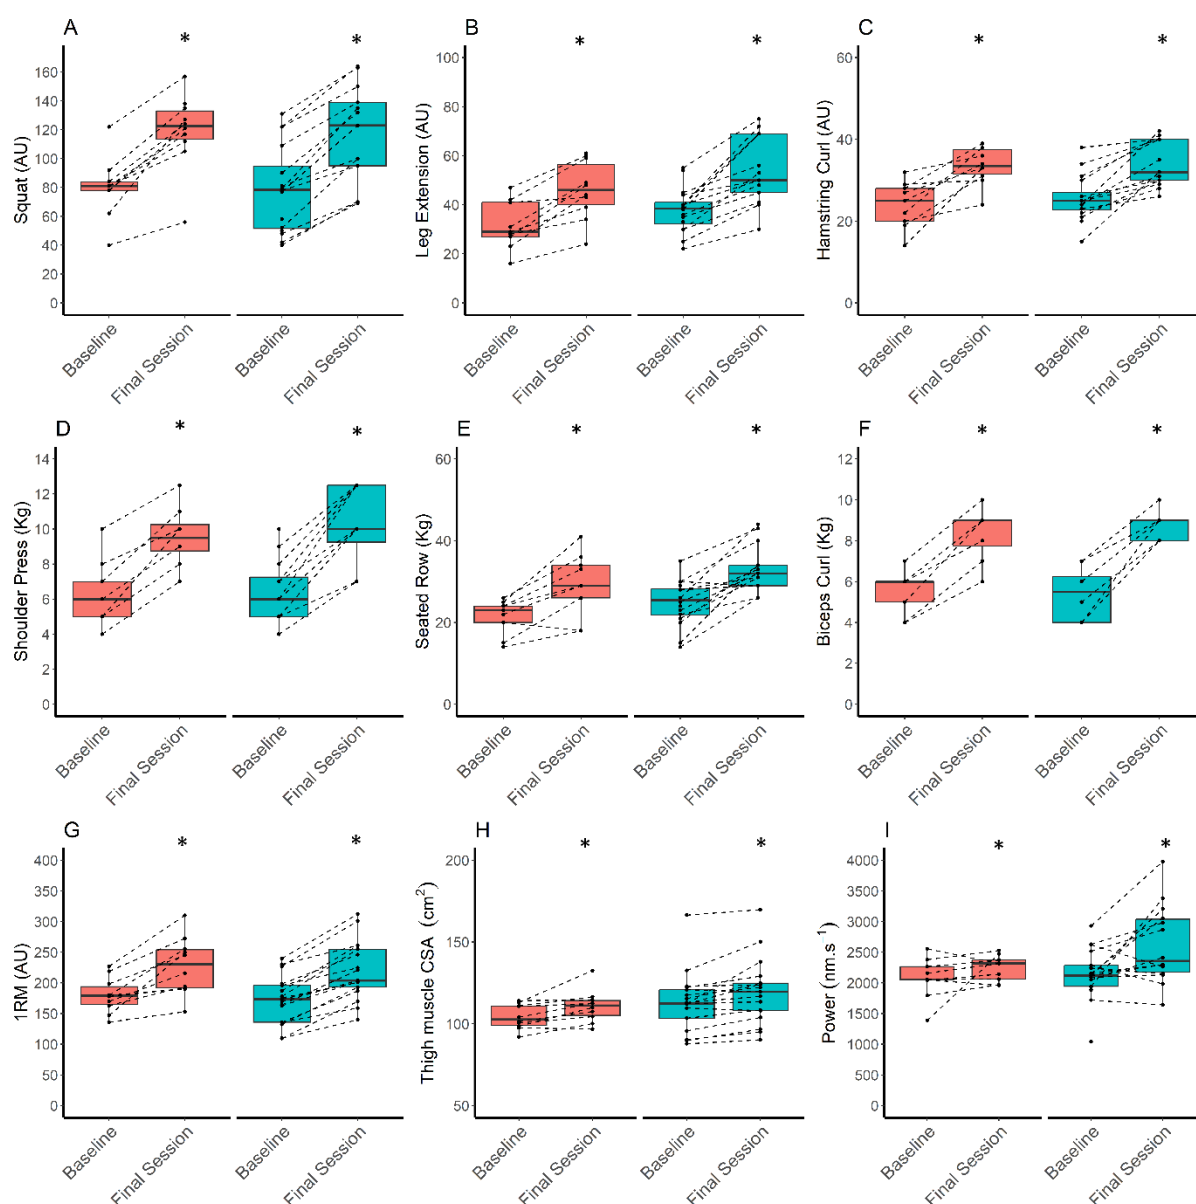 A
B
C
*
*
*
*
*
*
Squat (AU)
160
140
120
100
80
60
40
20
0
Leg Extension (AU)
100
80
60
40
20
0
Hamstring Curl (AU)
60
40
20
0
Baseline
Final Session
Baseline
Final Session
Baseline
Final Session
Baseline
Final Session
Baseline
Final Session
Baseline
Final Session
D
E
F
*
*
*
*
*
*
Shoulder Press (Kg)
14
12
10
8
6
4
2
0
Seated Row (Kg)
60
40
20
0
Biceps Curl (Kg)
12
10
8
6
4
2
0
Baseline
Final Session
Baseline
Final Session
Baseline
Final Session
Baseline
Final Session
Baseline
Final Session
Baseline
Final Session
G
H
I
*
*
*
*
*
*
1RM (AU)
400
350
300
250
200
150
100
50
0
Thigh muscle CSA (cm²)
200
150
100
50
Power (nm.s⁻¹)
4000
3500
3000
2500
2000
1500
1000
500
0
Baseline
Final Session
Baseline
Final Session
Baseline
Final Session
Baseline
Final Session
Baseline
Final Session
Baseline
Final Session